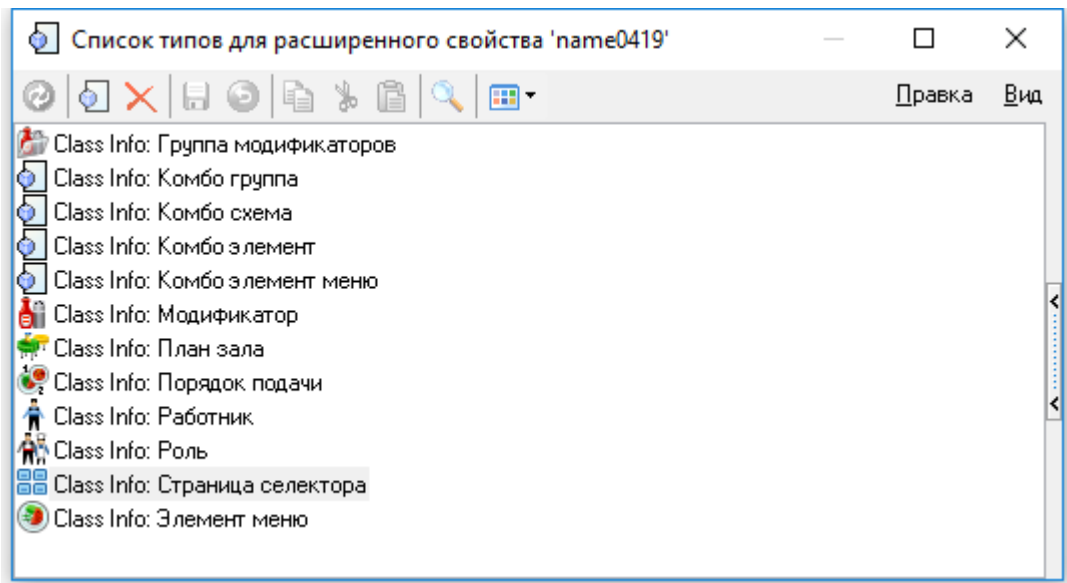 Список типов для расширенного свойства 'name0419'
Правка Вид
Class Info: Группа модификаторов
Class Info: Комбо группа
Class Info: Комбо схема
Class Info: Комбо элемент
Class Info: Комбо элемент меню
Class Info: Модификатор
Class Info: План зала
Class Info: Порядок подачи
Class Info: Работник
Class Info: Роль
Class Info: Страница селектора
Class Info: Элемент меню